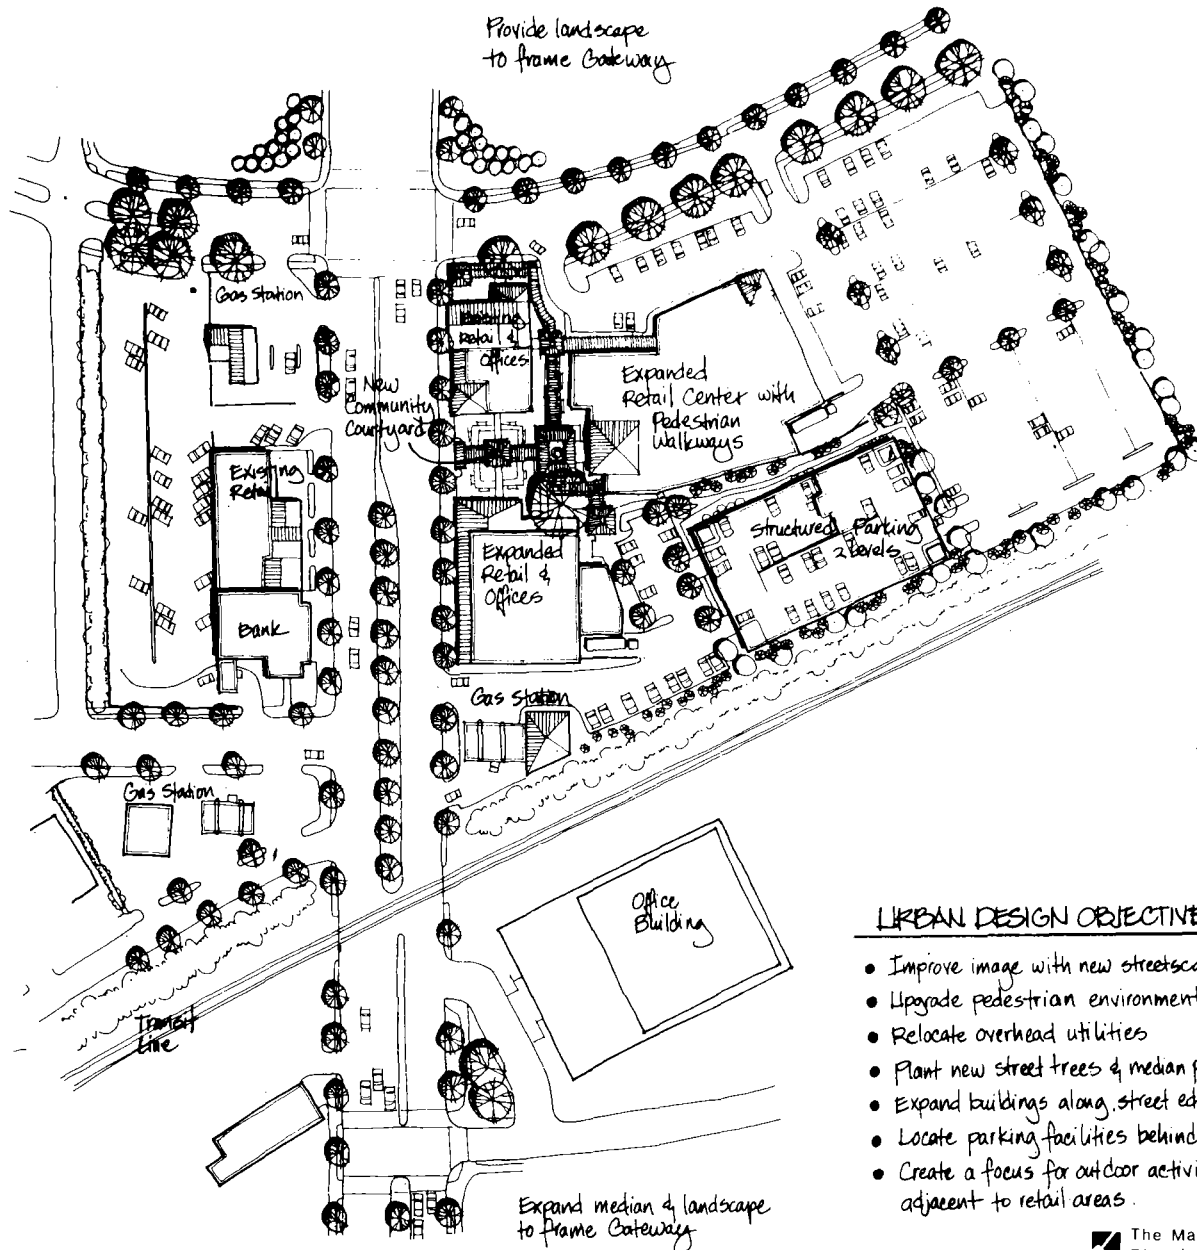 Provide landscape
to frame Gateway
Gas Station
Existing
Retail &
Offices
New
Community
Courtyard
Expanded
Retail Center with
Pedestrian
Walkways
Existing
Retail
Structured Parking
2 Levels
Expanded
Retail &
Offices
Bank
Gas Station
Gas Station
Office
Building
Transit
Line
URBAN DESIGN OBJECTIVE
• Improve image with new streetsca
• Upgrade pedestrian environment
• Relocate overhead utilities
• Plant new street trees & median p
• Expand buildings along street ed
• Locate parking facilities behind
• Create a focus for outdoor activi
adjacent to retail areas.
Expand median & landscape
to frame Gateway
The Ma